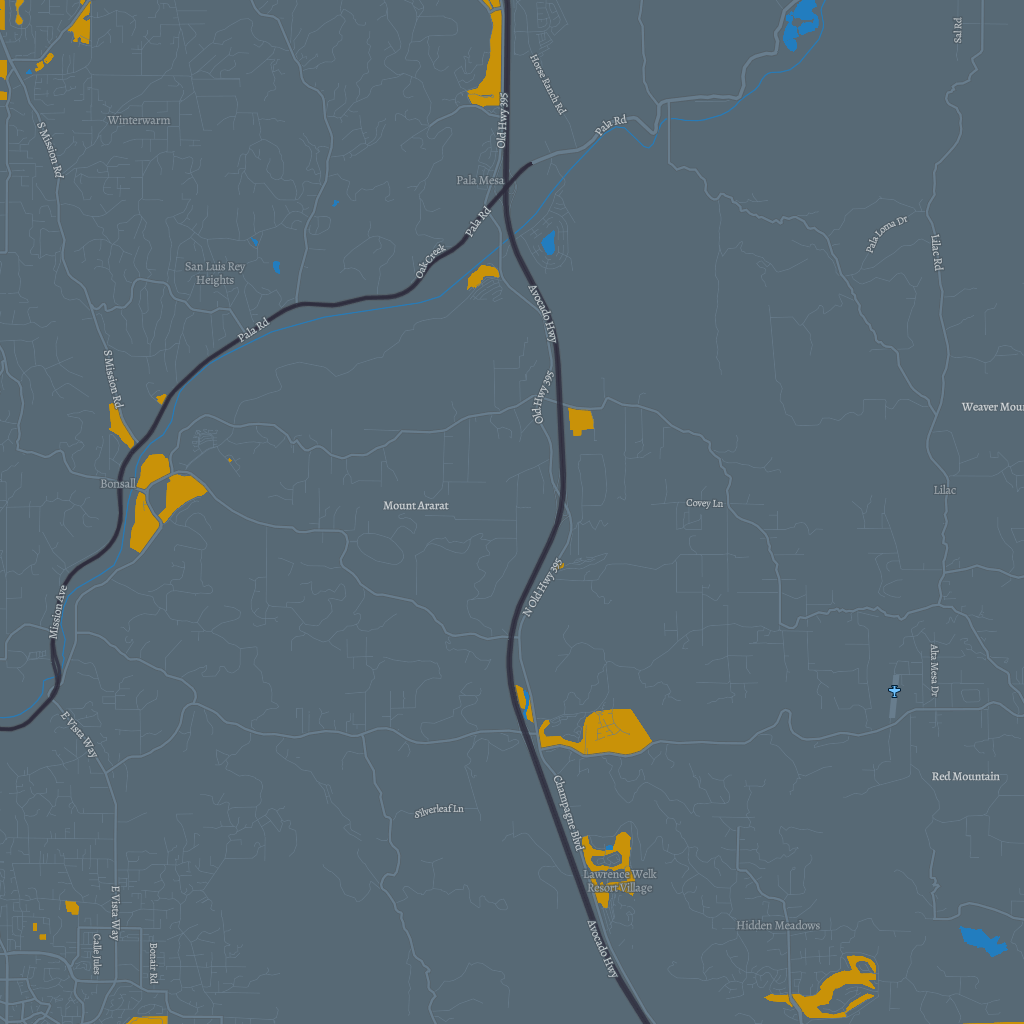 Sal Rd
Horse Ranch Rd
Old Hwy 395
Winterwarm
Pala Rd
S Mission Rd
Pala Mesa
Pala Rd
Pala Loma Dr
Lilac Rd
Oak Creek
San Luis Rey
Heights
Avocado Hwy
Pala Rd
S Mission Rd
Old Hwy 395
Weaver Moun
Bonsall
Lilac
Mount Ararat
Covey Ln
N Old Hwy 395
Mission Ave
Alta Mesa Dr
E Vista Way
Red Mountain
Silverleaf Ln
Champagne Blvd
Lawrence Welk
Resort Village
E Vista Way
Hidden Meadows
Calle Jules
Bonair Rd
Avocado Hwy